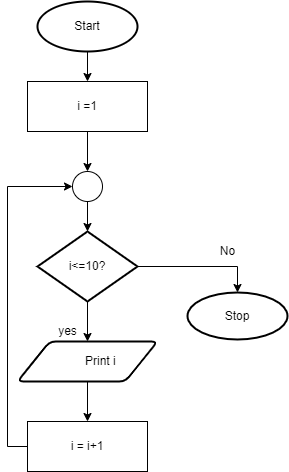 Start
i =1
i<=10?
No
Stop
yes
Print i
i = i+1